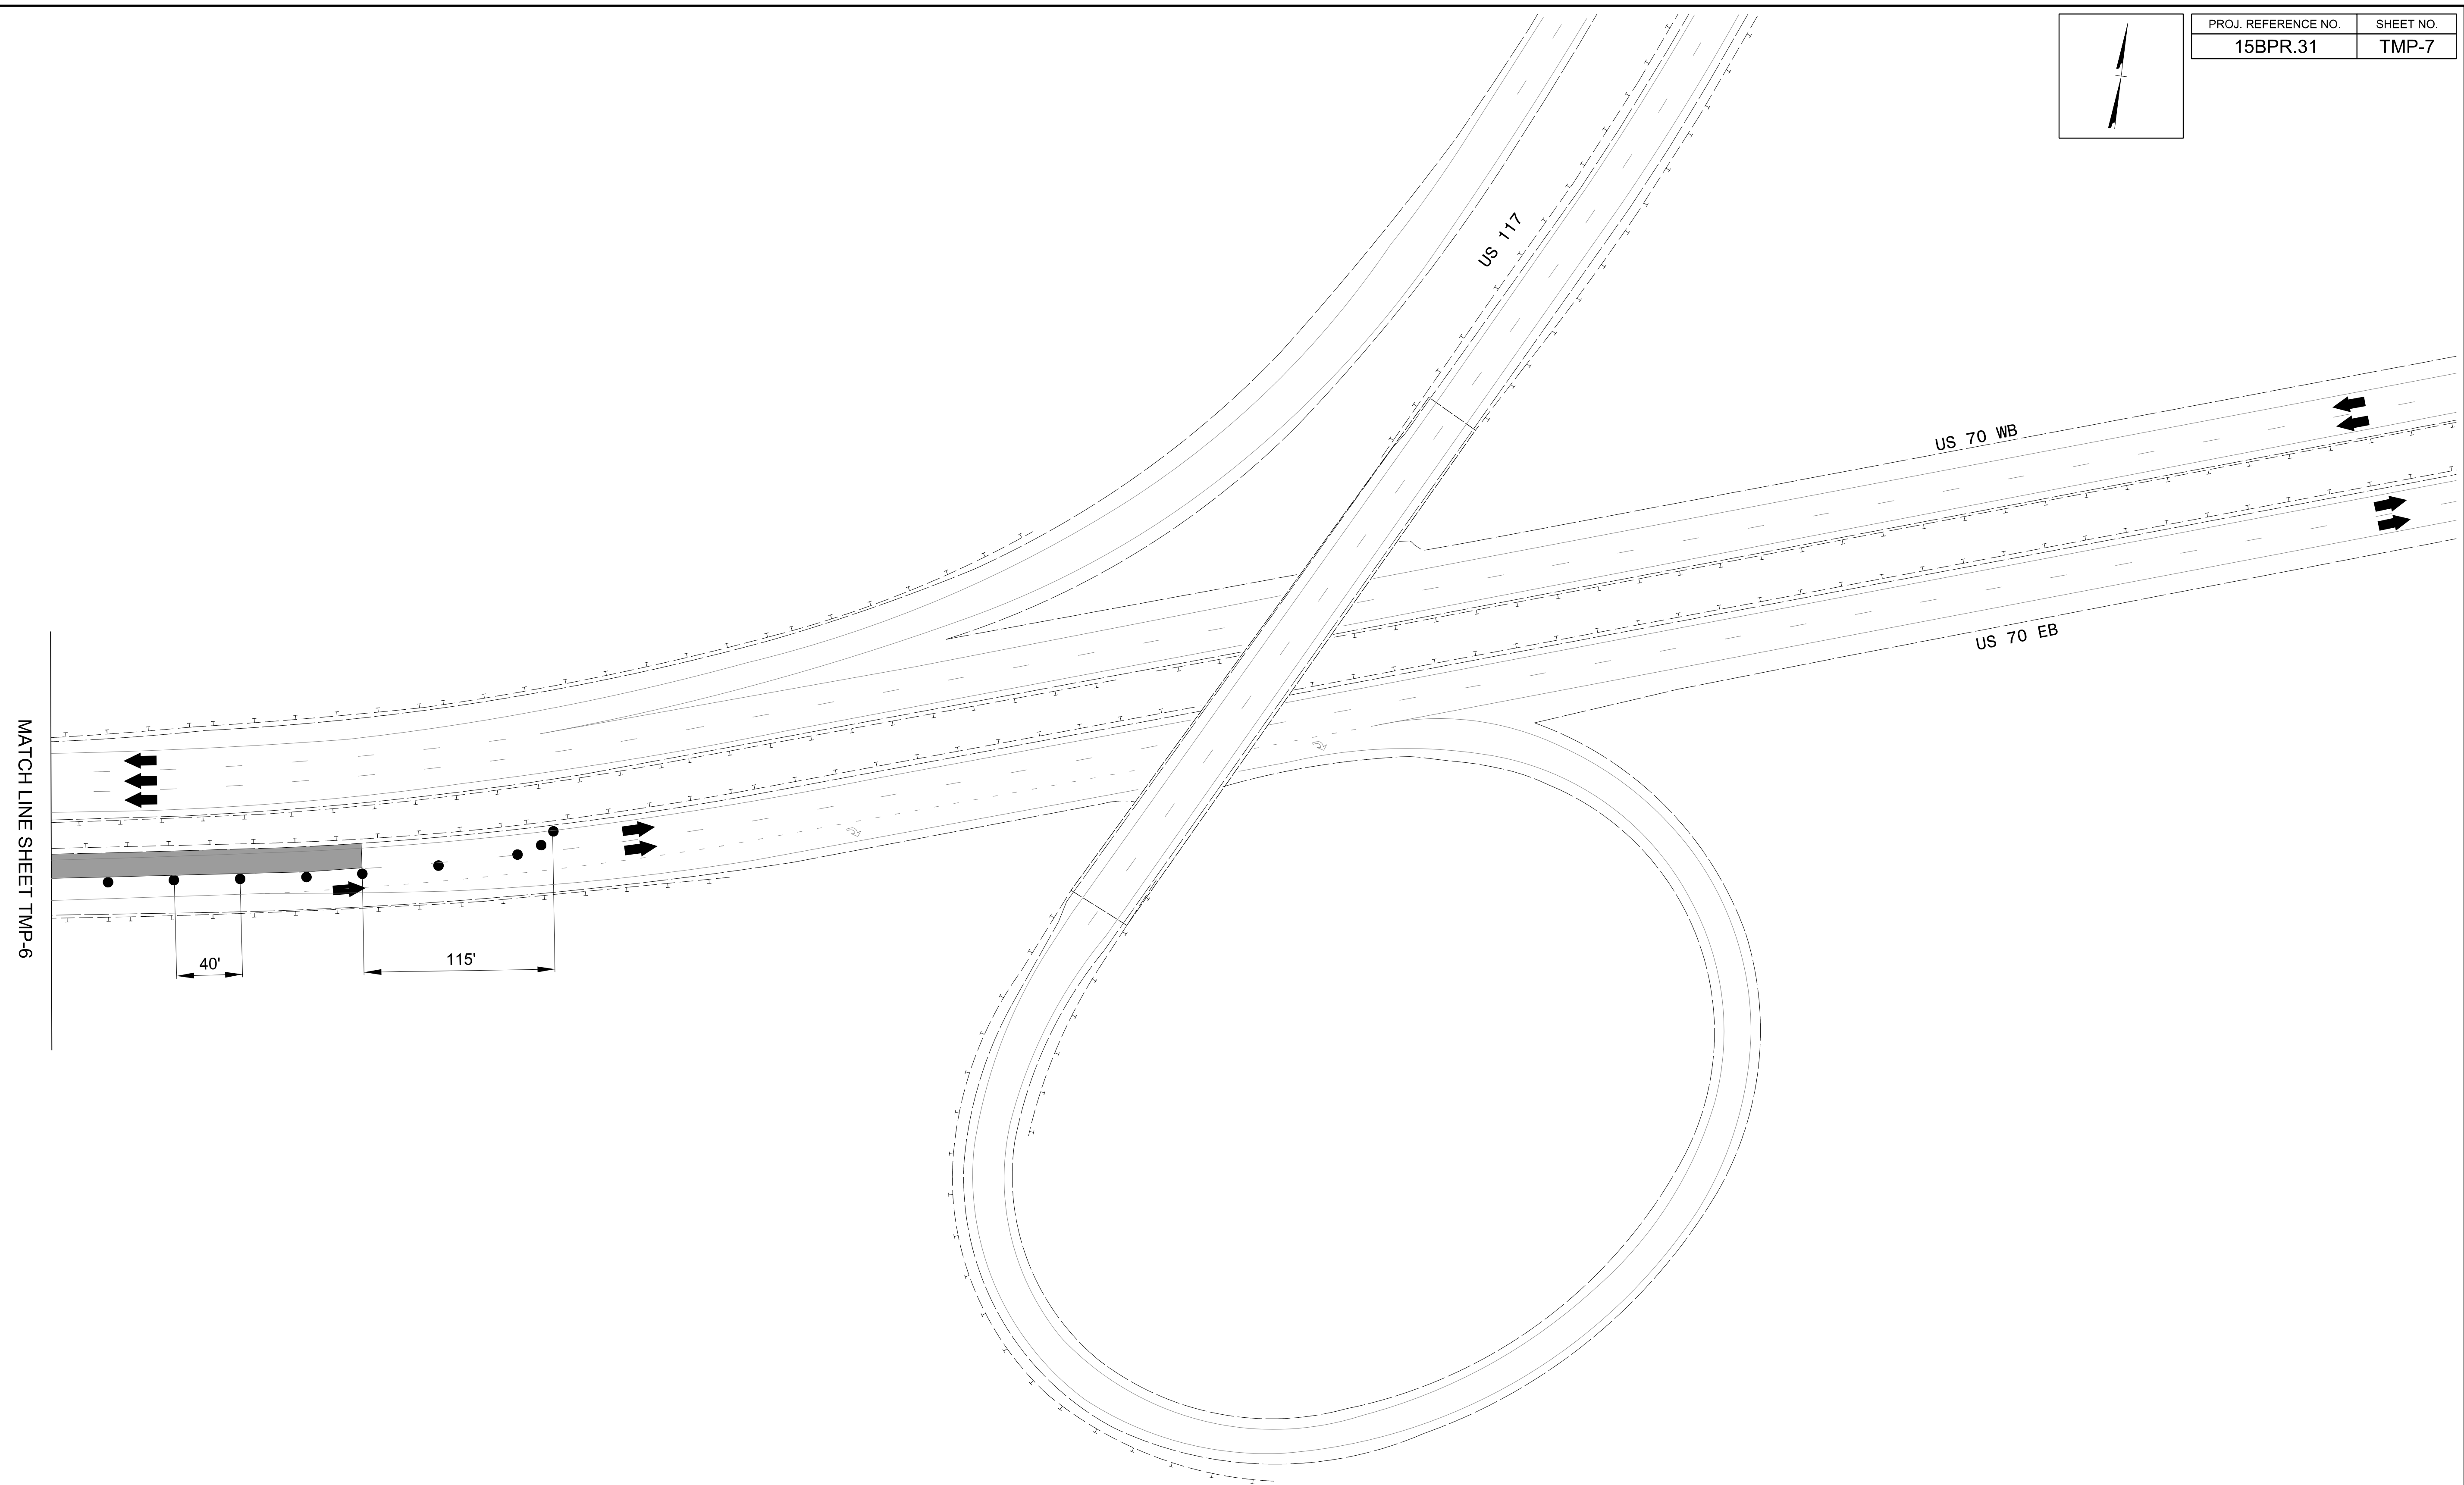 PROJ. REFERENCE NO.
SHEET NO.
15BPR.31
TMP-7
US 117
US 70 WB
US 70 EB
MATCH LINE SHEET TMP-6
40'
115'